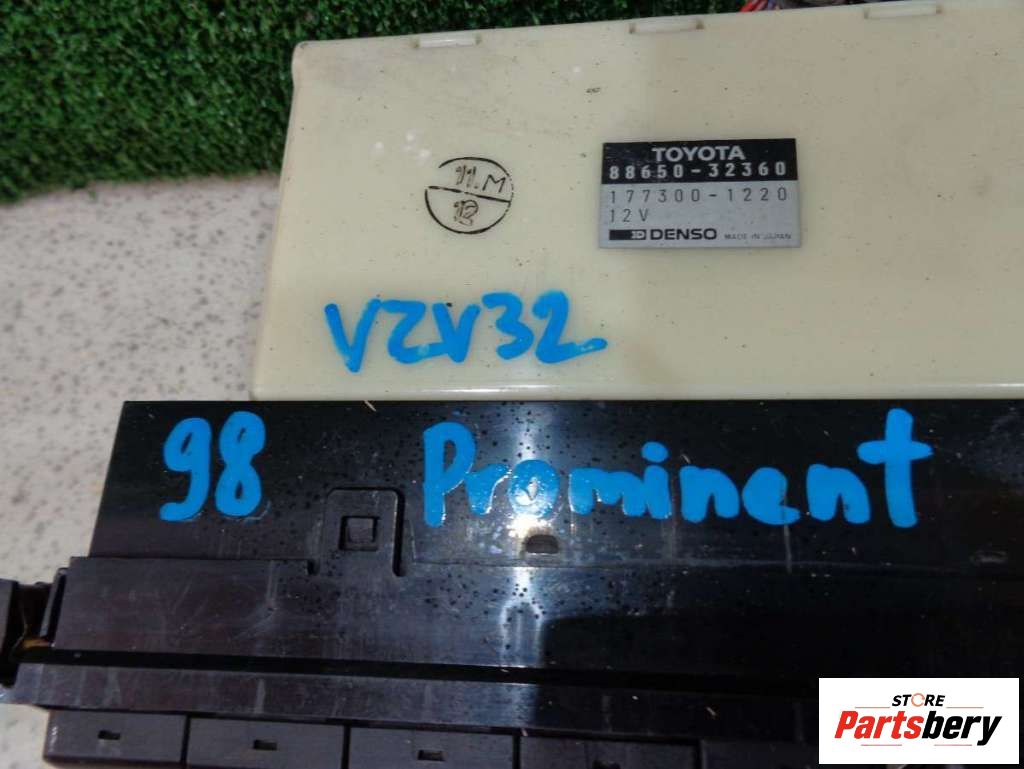 TOYOTA
88650-32360
177300-1220
12V
DENSO MADE IN JAPAN
11.M
12
VZV32
98 Prominent
STORE
Partsbery